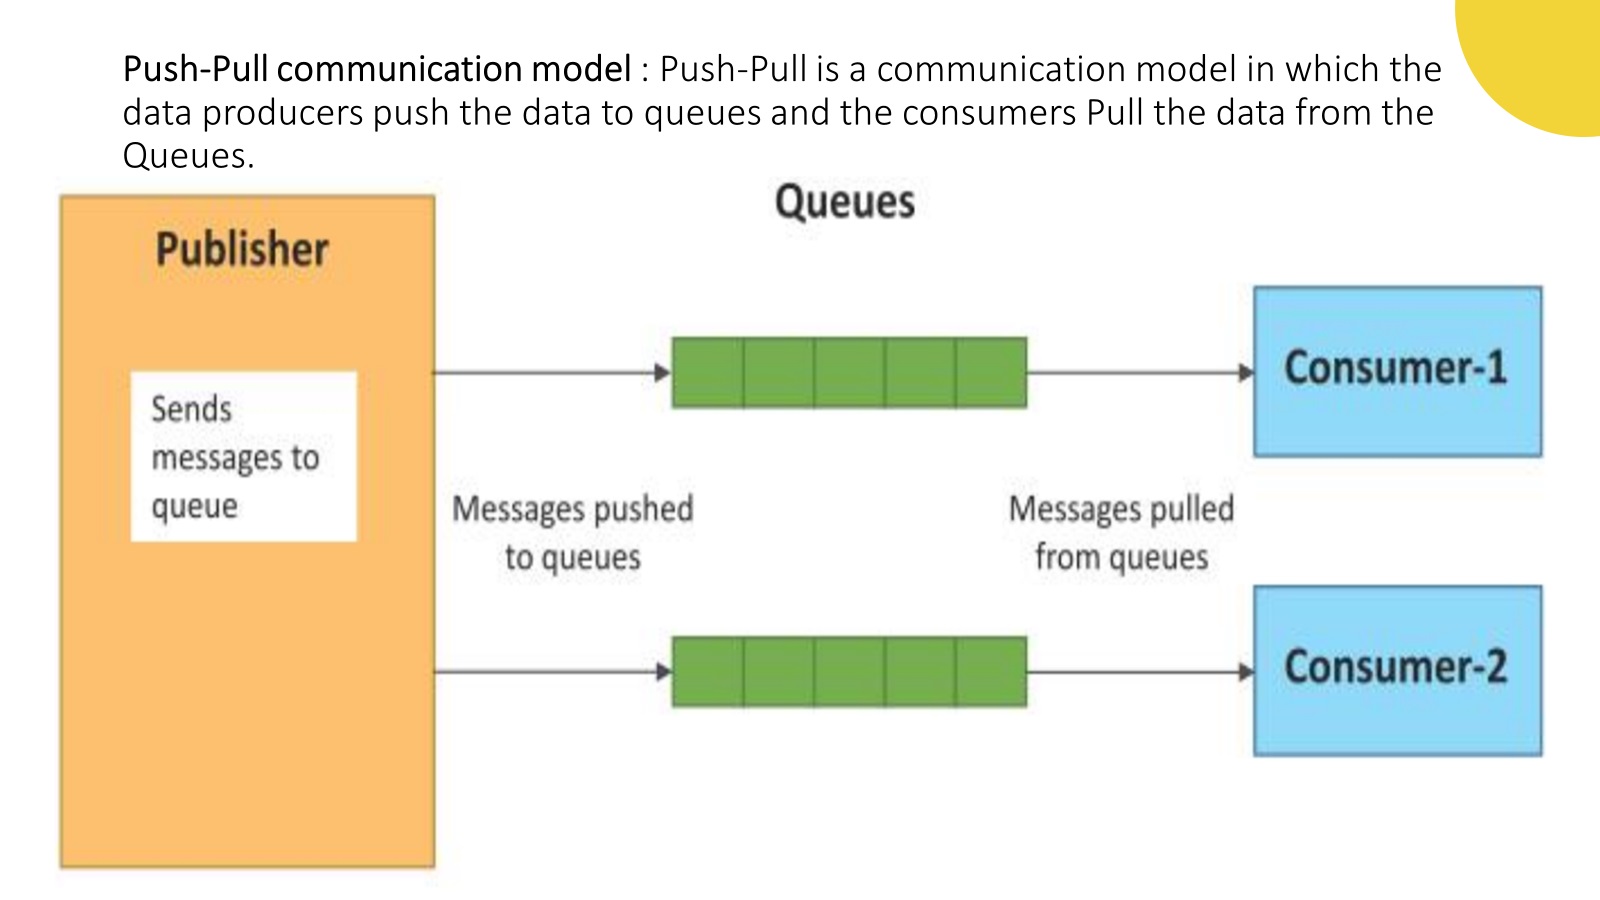 Push-Pull communication model : Push-Pull is a communication model in which the
data producers push the data to queues and the consumers Pull the data from the
Queues.
Queues
Publisher
Sends
messages to
queue
Messages pushed
to queues
Messages pulled
from queues
Consumer-1
Consumer-2